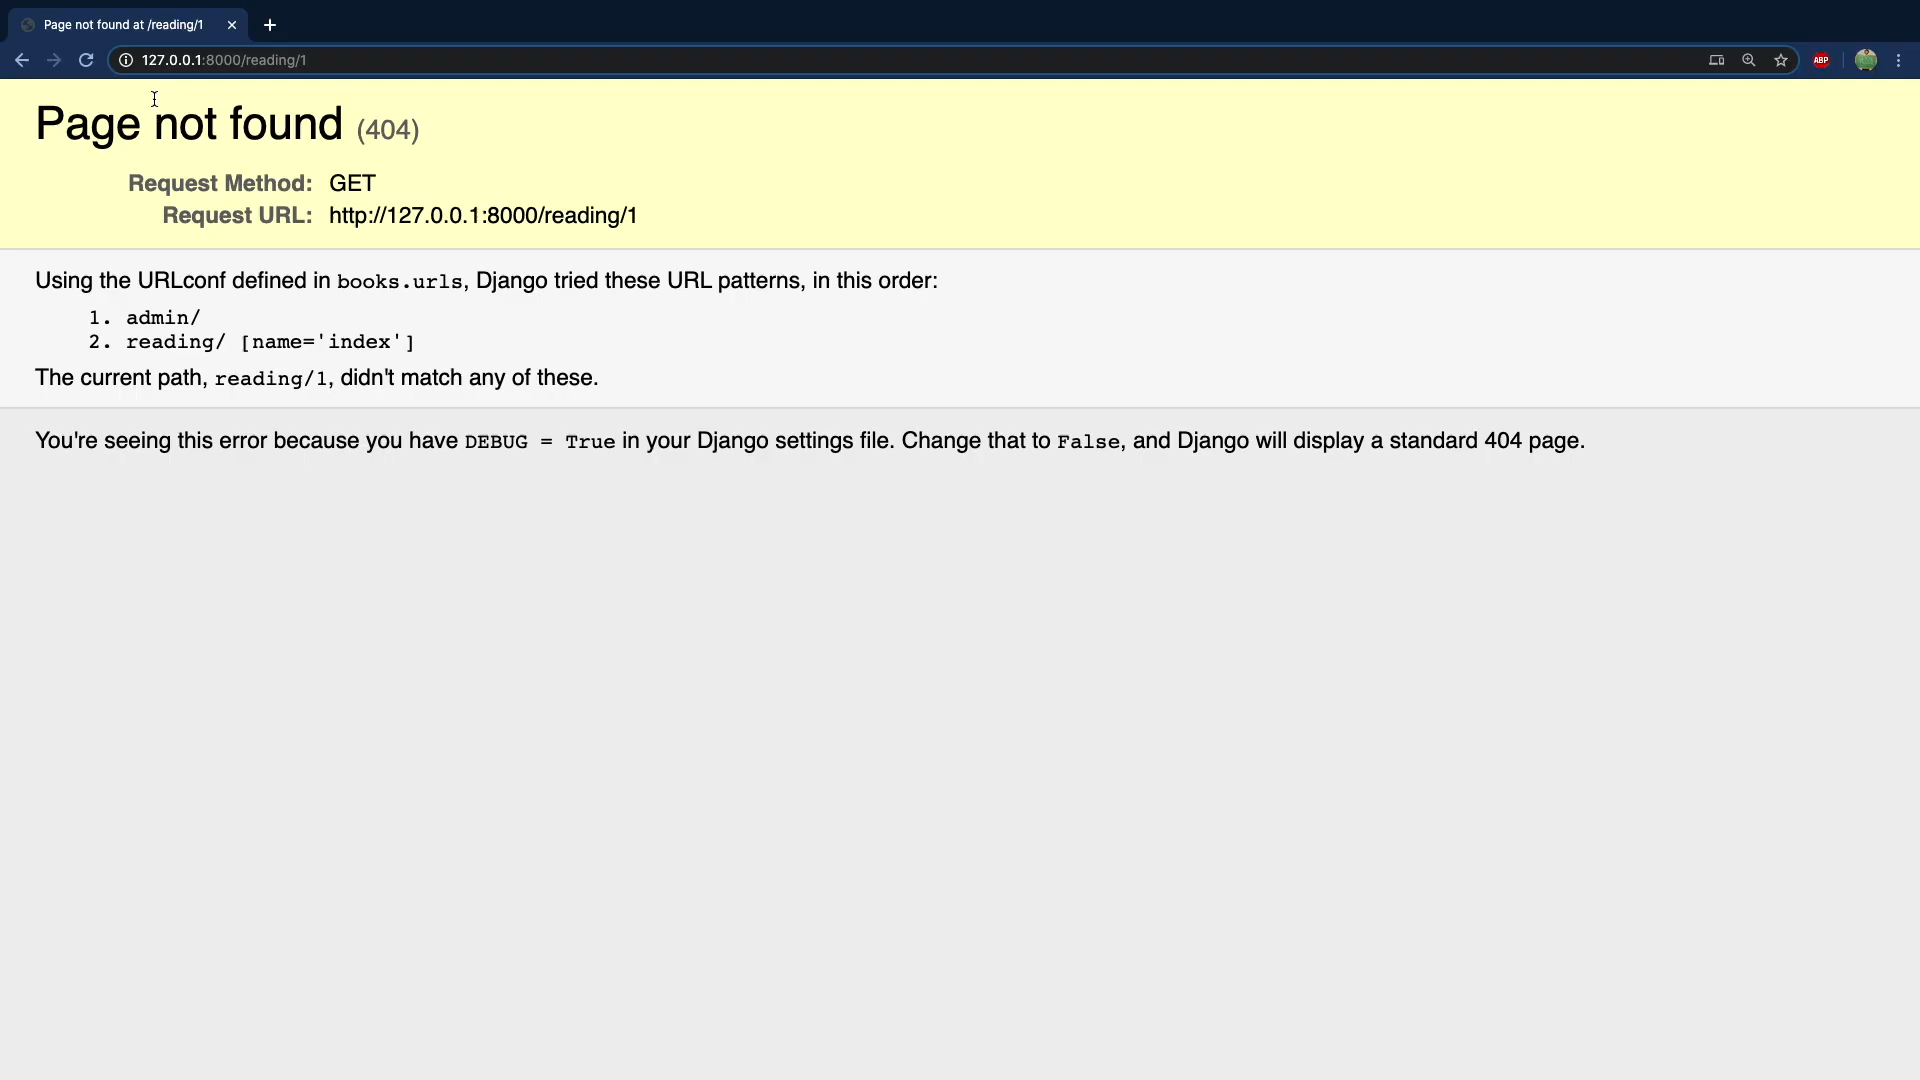 Page not found at /reading/1
127.0.0.1:8000/reading/1
ABP
Page not found (404)
Request Method: GET
Request URL: http://127.0.0.1:8000/reading/1
Using the URLconf defined in books.urls, Django tried these URL patterns, in this order:
1. admin/
2. reading/ [name='index']
The current path, reading/1, didn't match any of these.
You're seeing this error because you have DEBUG = True in your Django settings file. Change that to False, and Django will display a standard 404 page.